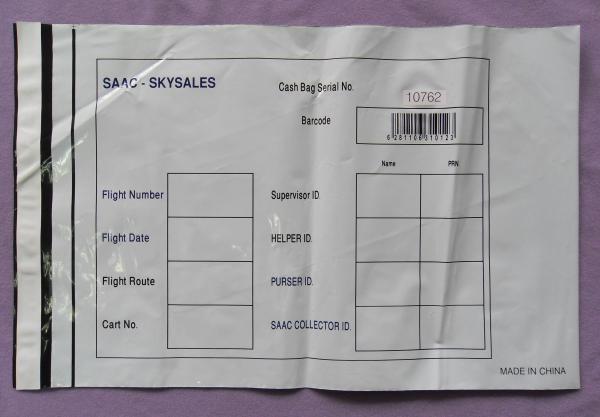 SAAC - SKYSALES
Cash Bag Serial No.
10762
Barcode
6281106310123
Name PRN
Flight Number
Supervisor ID.
Flight Date
HELPER ID.
Flight Route
PURSER ID.
Cart No.
SAAC COLLECTOR ID.
MADE IN CHINA